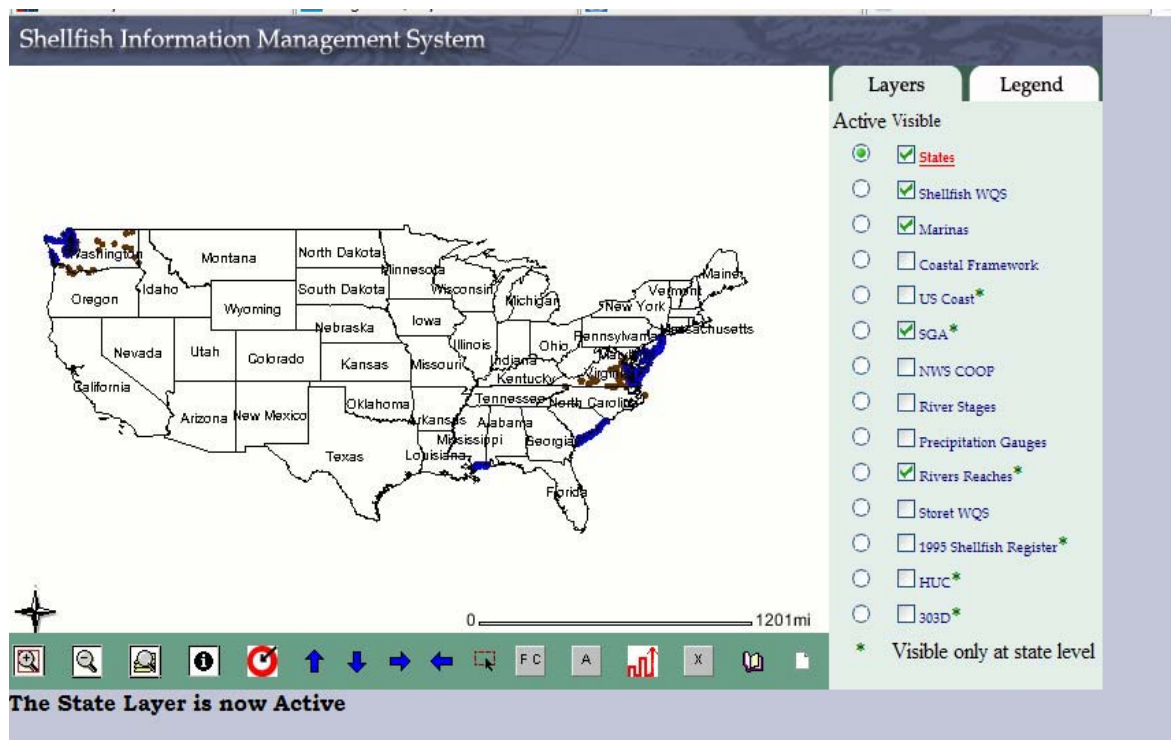 Shellfish Information Management System
Layers
Legend
Active Visible
States
Shellfish WQS
Marinas
Coastal Framework
US Coast*
SGA*
NWS COOP
River Stages
Precipitation Gauges
Rivers Reaches*
Storet WQS
1995 Shellfish Register*
HUC*
303D*
* Visible only at state level
Washington
Montana
North Dakota
Minnesota
Maine
Oregon
Idaho
South Dakota
Wisconsin
Michigan
Vermont
New York
Wyoming
Nebraska
Iowa
Pennsylvania
Massachusetts
Nevada
Utah
Colorado
Kansas
Missouri
Illinois
Indiana
Ohio
Virginia
California
Kentucky
Arizona
New Mexico
Oklahoma
Arkansas
Tennessee
North Carolina
Alabama
Mississippi
Georgia
Texas
Louisiana
Florida
0 1201mi
F C
A
X
The State Layer is now Active